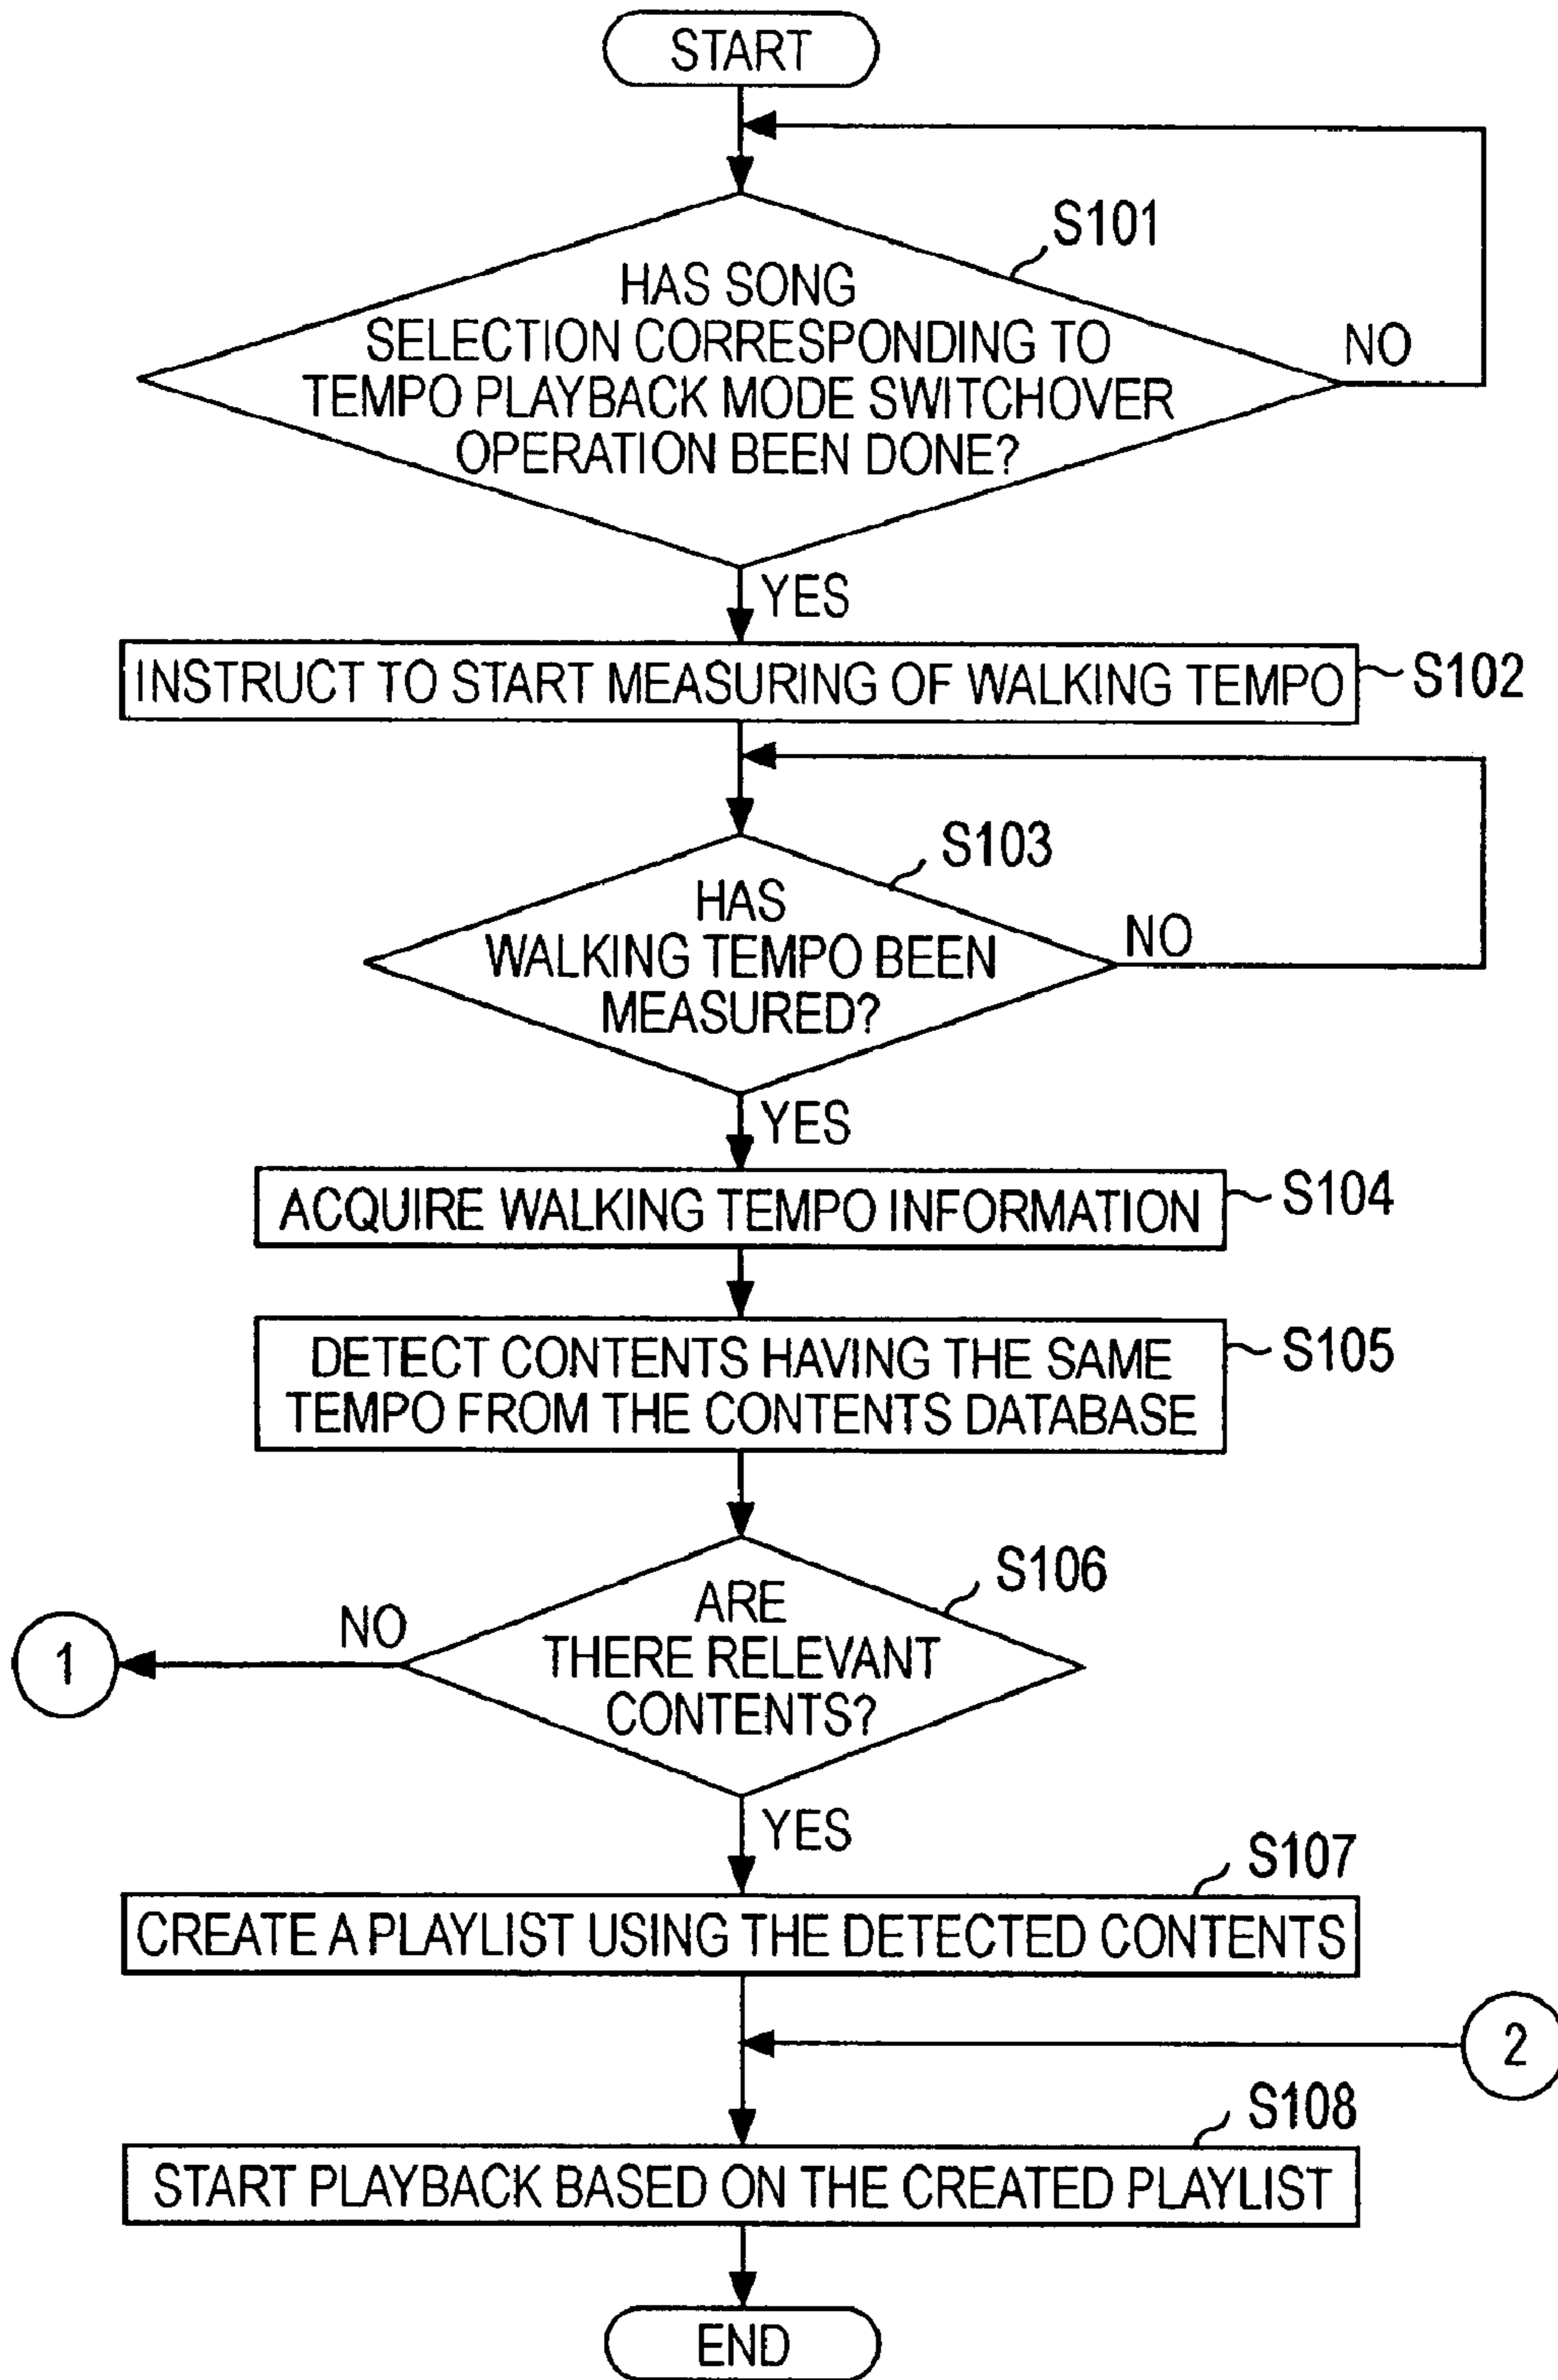 START
S101
HAS SONG
SELECTION CORRESPONDING TO
TEMPO PLAYBACK MODE SWITCHOVER
OPERATION BEEN DONE?
NO
YES
INSTRUCT TO START MEASURING OF WALKING TEMPO
S102
S103
HAS
WALKING TEMPO BEEN
MEASURED?
NO
YES
ACQUIRE WALKING TEMPO INFORMATION
S104
DETECT CONTENTS HAVING THE SAME
TEMPO FROM THE CONTENTS DATABASE
S105
S106
ARE
THERE RELEVANT
CONTENTS?
NO
1
YES
S107
CREATE A PLAYLIST USING THE DETECTED CONTENTS
2
S108
START PLAYBACK BASED ON THE CREATED PLAYLIST
END